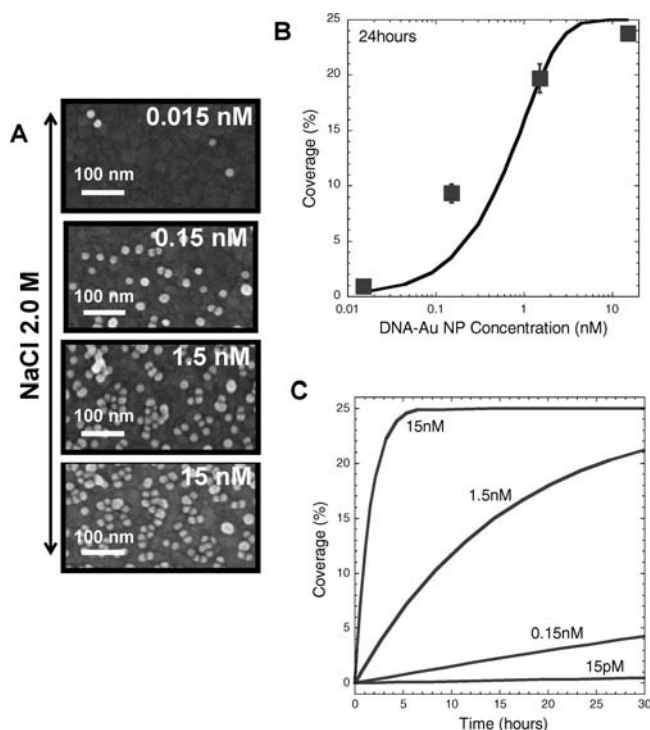 A
NaCl 2.0 M
0.015 nM
100 nm
0.15 nM
100 nm
1.5 nM
100 nm
15 nM
100 nm
B
24hours
Coverage (%)
25
20
15
10
5
0
0.01
0.1
1
10
DNA-Au NP Concentration (nM)
C
Coverage (%)
25
20
15
10
5
0
15nM
1.5nM
0.15nM
15pM
0
5
10
15
20
25
30
Time (hours)